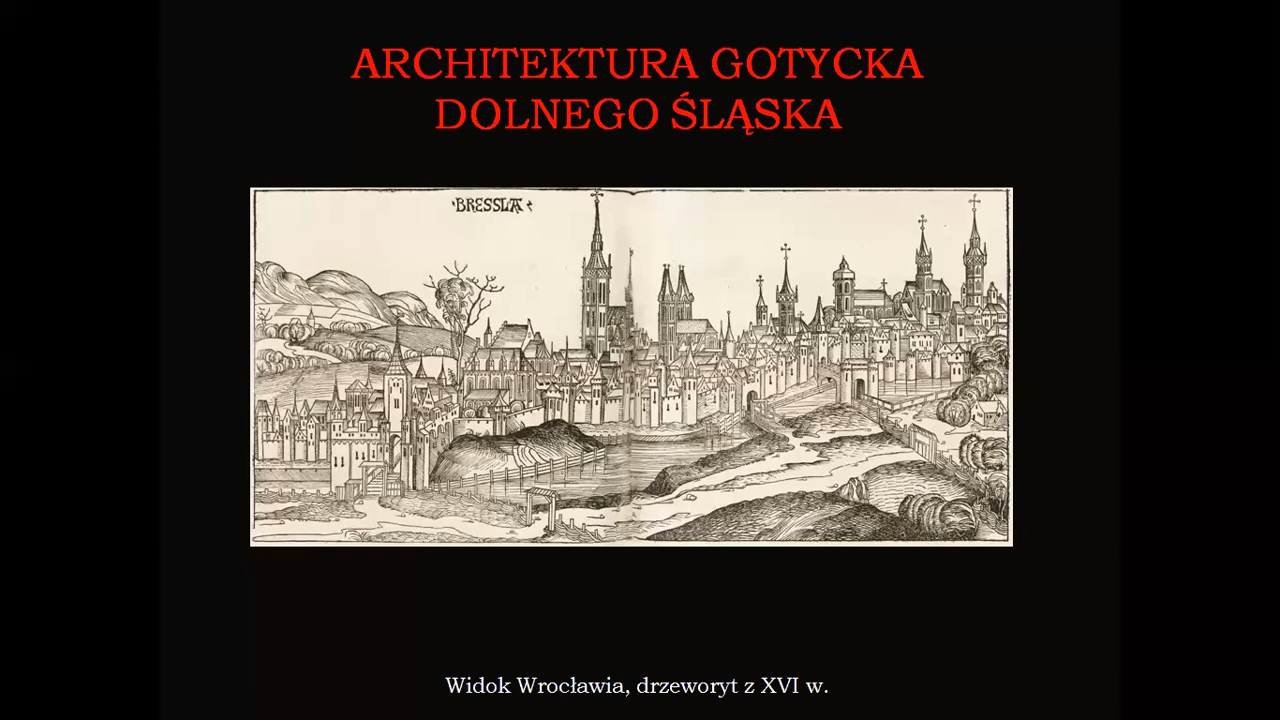 ARCHITEKTURA GOTYCKA
DOLNEGO ŚLĄSKA
BRESSLA
Widok Wrocławia, drzeworyt z XVI w.